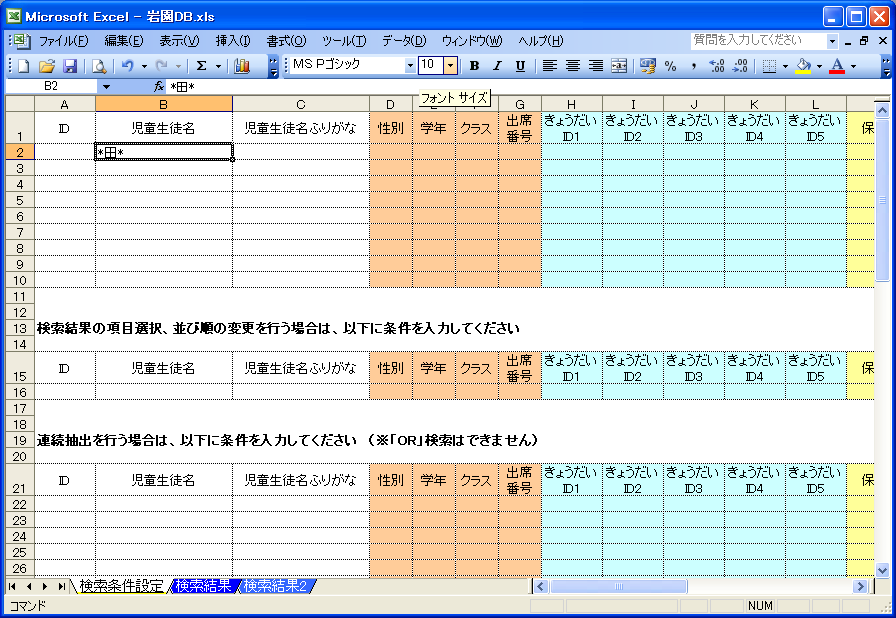 Microsoft Excel - 岩園DB.xls
ファイル(F) 編集(E) 表示(V) 挿入(I) 書式(O) ツール(T) データ(D) ウィンドウ(W) ヘルプ(H) 質問を入力してください
MS Pゴシック 10 B I U
B2 fx *田*
フォント サイズ
A B C D E F G H I J K L
1 ID 児童生徒名 児童生徒名ふりがな 性別 学年 クラス 出席番号 きょうだいID1 きょうだいID2 きょうだいID3 きょうだいID4 きょうだいID5 保
2 *田*
3
4
5
6
7
8
9
10
11
12
13 検索結果の項目選択、並び順の変更を行う場合は、以下に条件を入力してください
14
15 ID 児童生徒名 児童生徒名ふりがな 性別 学年 クラス 出席番号 きょうだいID1 きょうだいID2 きょうだいID3 きょうだいID4 きょうだいID5 保
16
17
18
19 連続抽出を行う場合は、以下に条件を入力してください （※「OR」検索はできません）
20
21 ID 児童生徒名 児童生徒名ふりがな 性別 学年 クラス 出席番号 きょうだいID1 きょうだいID2 きょうだいID3 きょうだいID4 きょうだいID5 保
22
23
24
25
26
検索条件設定 検索結果 検索結果2
コマンド NUM